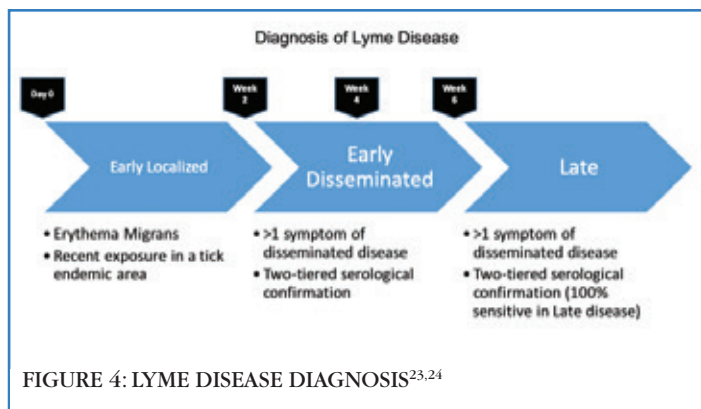 Diagnosis of Lyme Disease
Day 0
Week
2
Week
4
Week
6
Early Localized
Early
Disseminated
Late
• Erythema Migrans
• Recent exposure in a tick
endemic area
• >1 symptom of
disseminated disease
• Two-tiered serological
confirmation
• >1 symptom of
disseminated disease
• Two-tiered serological
confirmation (100%
sensitive in Late disease)
FIGURE 4: LYME DISEASE DIAGNOSIS23,24